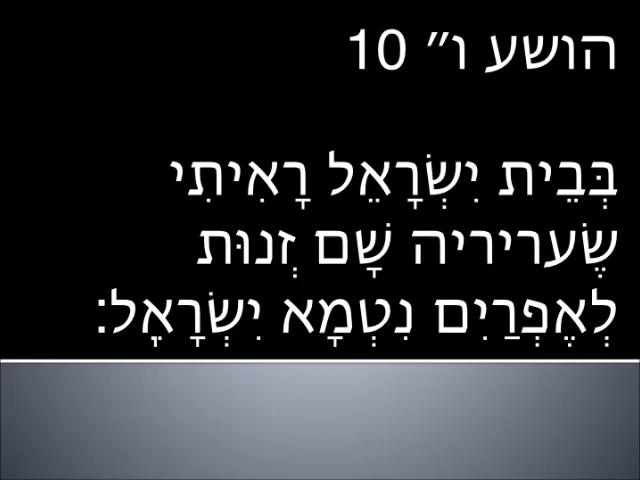 הושע ו״ 10
בְּבֵית יִשְׂרָאֵל רָאִיתִי
שֶׁעריריה שָׁם זְנוּת
לְאֶפְרַיִם נִטְמָא יִשְׂרָאֵל׃